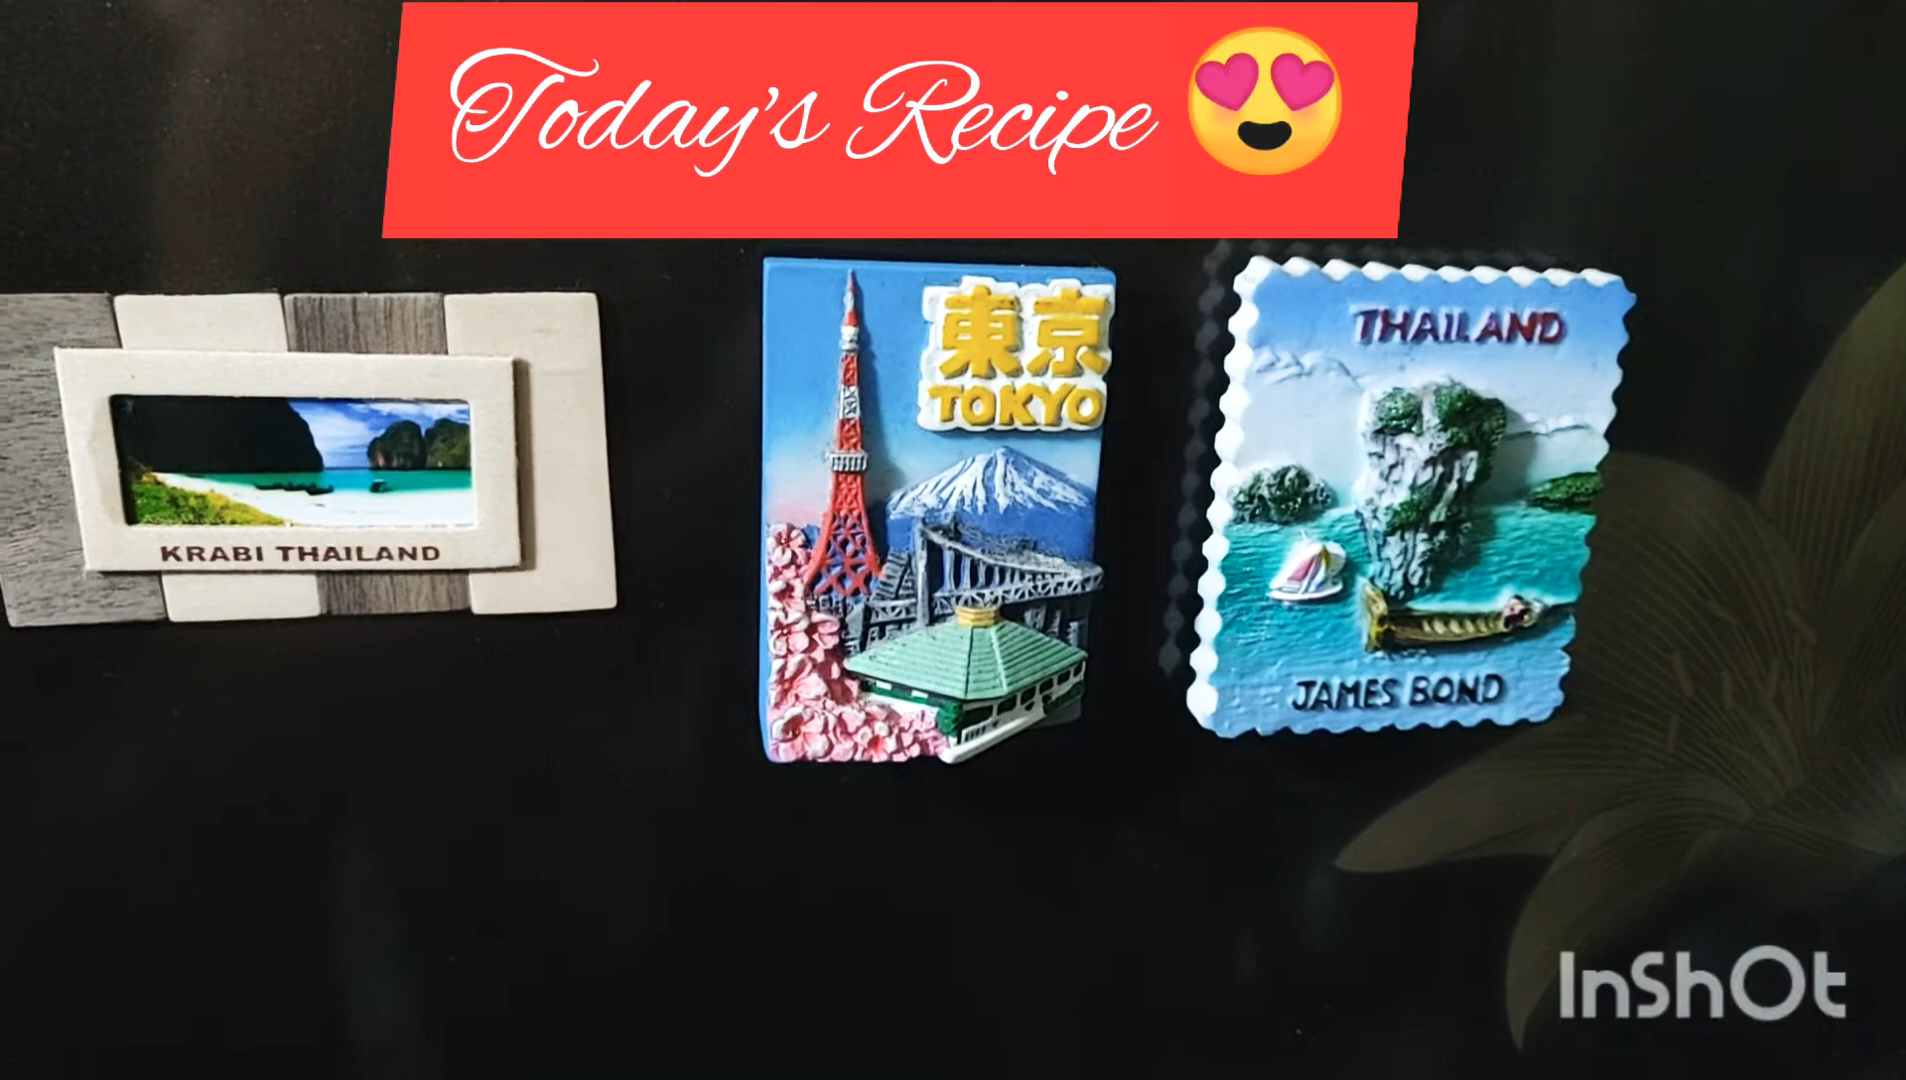 Today's Recipe 😍
KRABI THAILAND
東京
TOKYO
THAILAND
JAMES BOND
InShOt